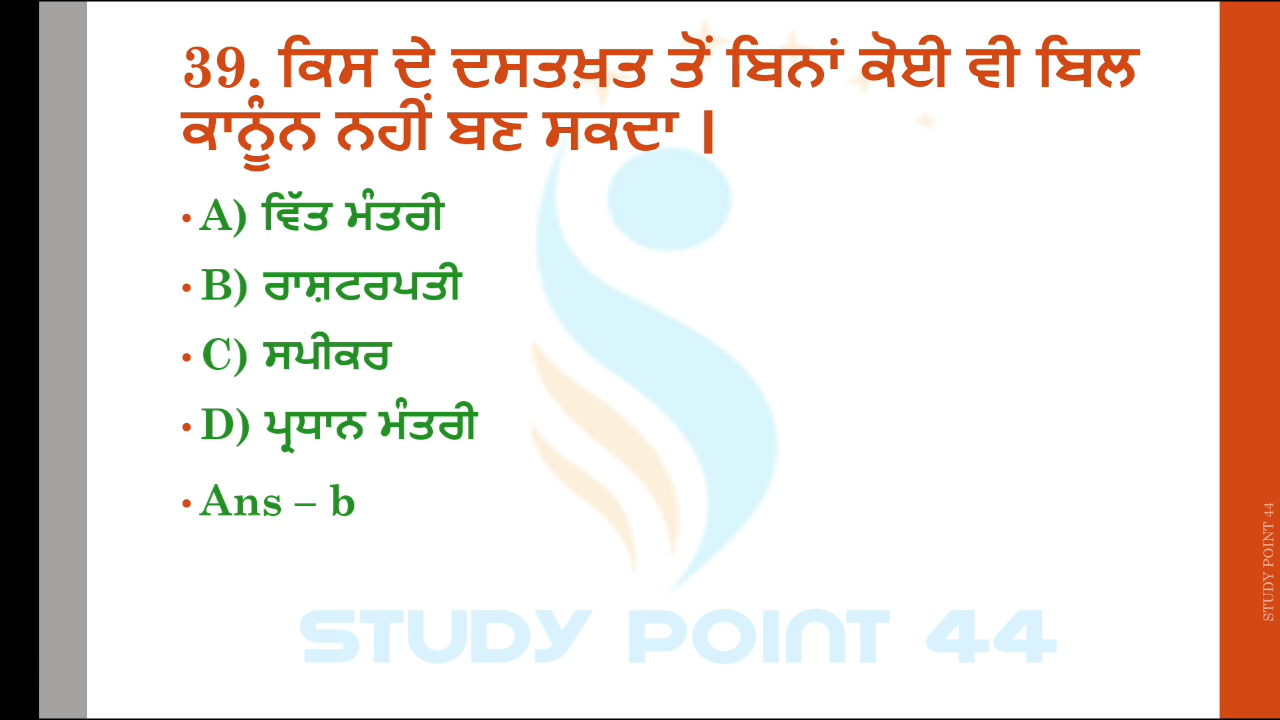 39. ਕਿਸ ਦੇ ਦਸਤਖ਼ਤ ਤੋਂ ਬਿਨਾਂ ਕੋਈ ਵੀ ਬਿਲ
ਕਾਨੂੰਨ ਨਹੀਂ ਬਣ ਸਕਦਾ ।
• A) ਵਿੱਤ ਮੰਤਰੀ
• B) ਰਾਸ਼ਟਰਪਤੀ
• C) ਸਪੀਕਰ
• D) ਪ੍ਰਧਾਨ ਮੰਤਰੀ
• Ans – b
STUDY POINT 44
STUDY POINT 44